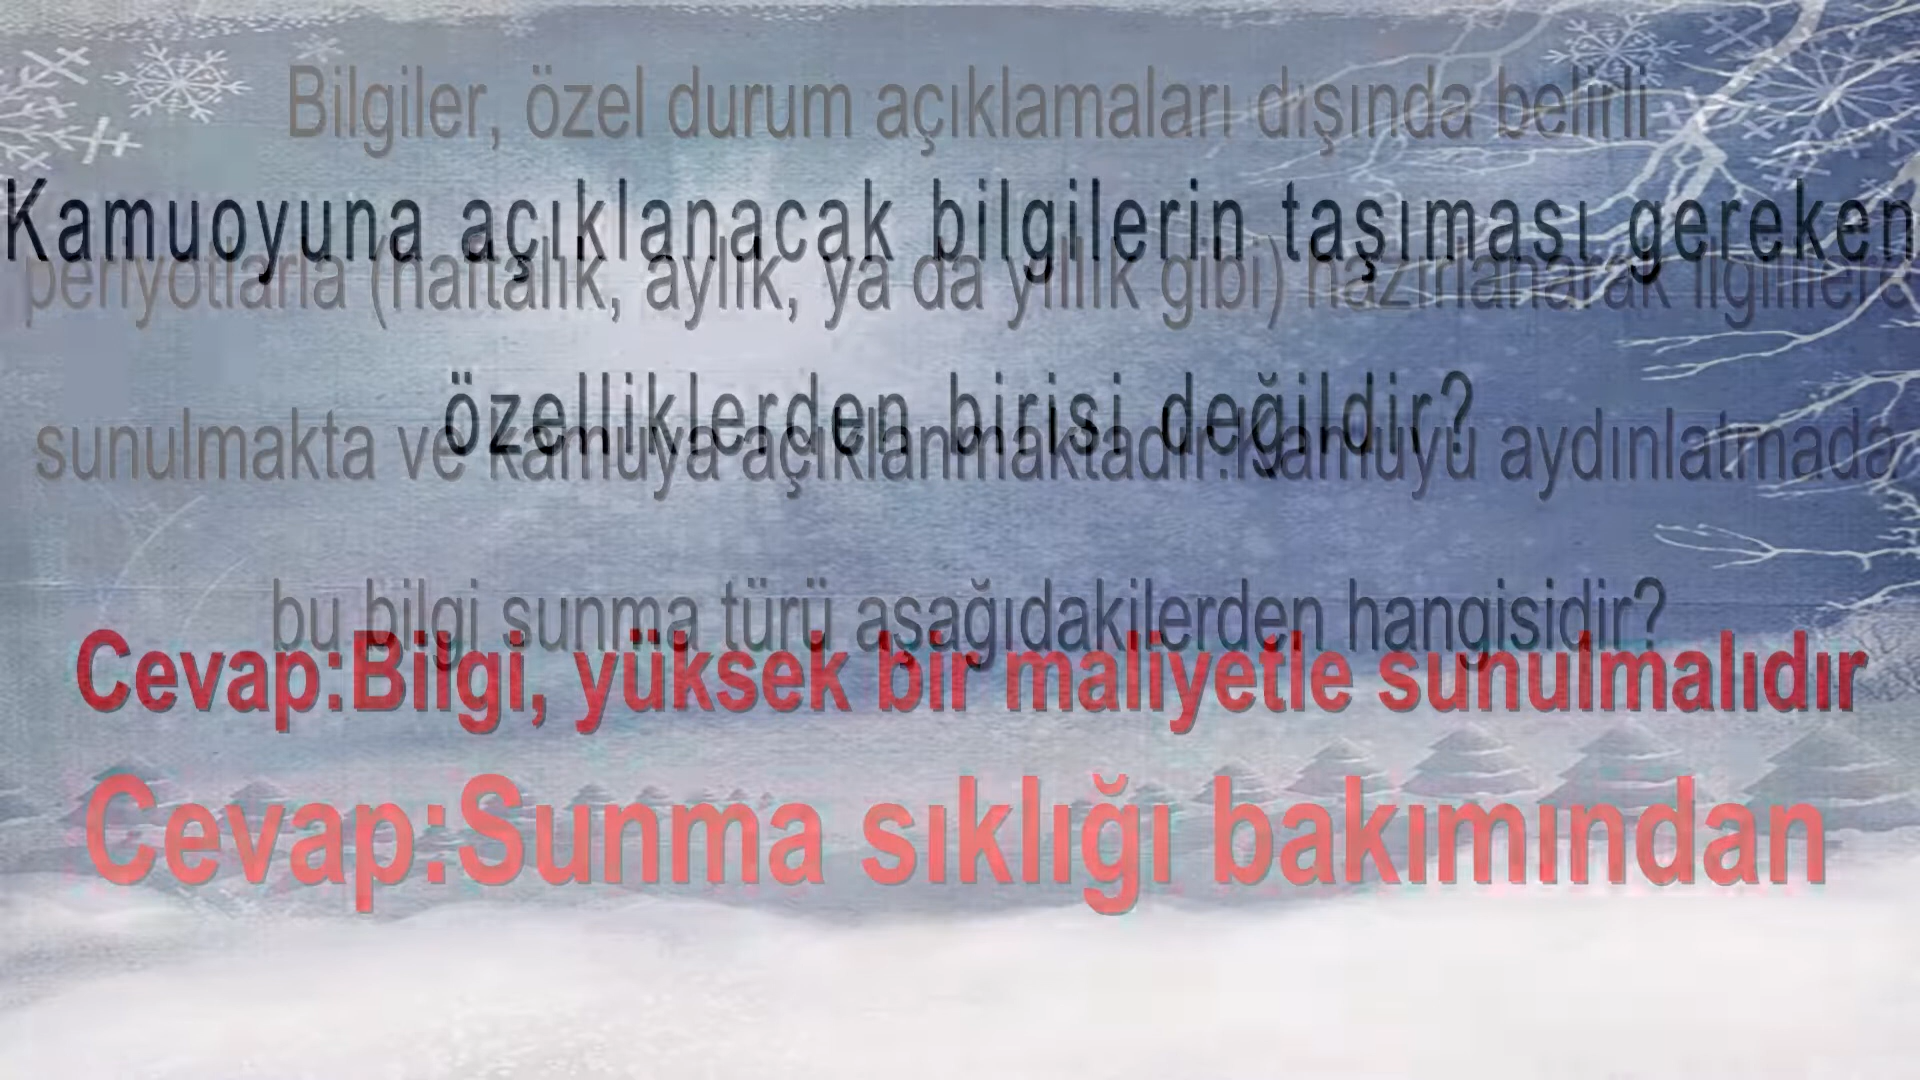 Bilgiler, özel durum açıklamaları dışında belirli
Kamuoyuna açıklanacak bilgilerin taşıması gereken
periyotlarla (haftalık, aylık, ya da yıllık gibi) hazırlanarak ilgililere
özelliklerden birisi değildir?
sunulmakta ve kamuya açıklanmaktadır.Kamuyu aydınlatmada
bu bilgi sunma türü aşağıdakilerden hangisidir?
Cevap:Bilgi, yüksek bir maliyetle sunulmalıdır
Cevap:Sunma sıklığı bakımından